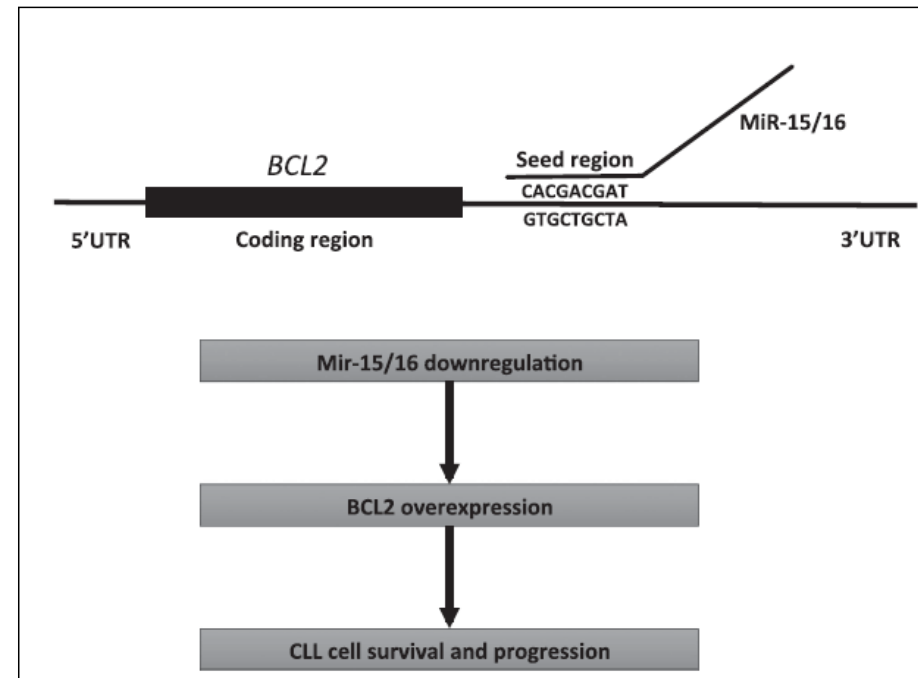 MiR-15/16
BCL2
Seed region
CACGACGAT
GTGCTGCTA
5'UTR
Coding region
3'UTR
Mir-15/16 downregulation
BCL2 overexpression
CLL cell survival and progression